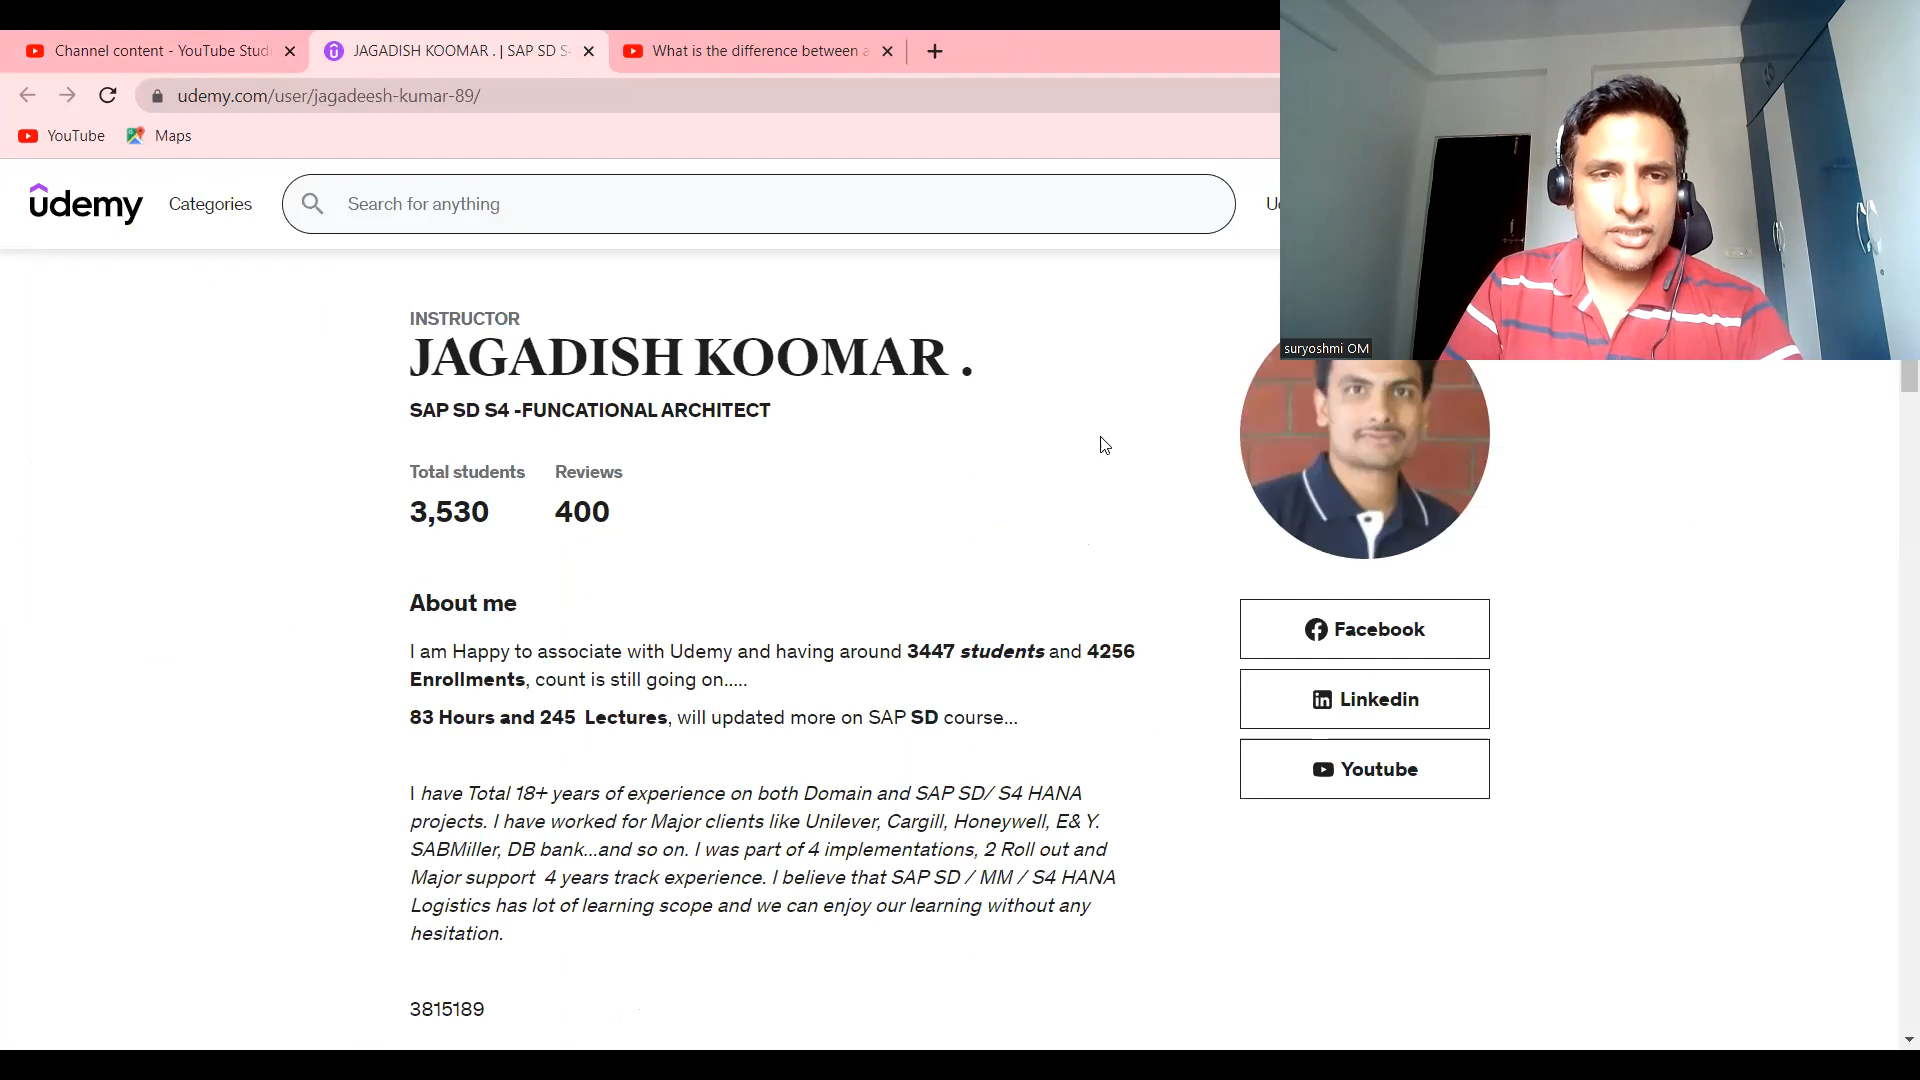 Channel content - YouTube Stud
JAGADISH KOOMAR . | SAP SD S-
What is the difference between a
udemy.com/user/jagadeesh-kumar-89/
YouTube
Maps
udemy
Categories
Search for anything
suryoshmi OM
INSTRUCTOR
JAGADISH KOOMAR .
SAP SD S4 -FUNCATIONAL ARCHITECT
Total students
Reviews
3,530
400
About me
I am Happy to associate with Udemy and having around 3447 students and 4256
Enrollments, count is still going on.....
83 Hours and 245 Lectures, will updated more on SAP SD course...
I have Total 18+ years of experience on both Domain and SAP SD/ S4 HANA
projects. I have worked for Major clients like Unilever, Cargill, Honeywell, E& Y.
SABMiller, DB bank...and so on. I was part of 4 implementations, 2 Roll out and
Major support 4 years track experience. I believe that SAP SD / MM / S4 HANA
Logistics has lot of learning scope and we can enjoy our learning without any
hesitation.
3815189
Facebook
Linkedin
Youtube